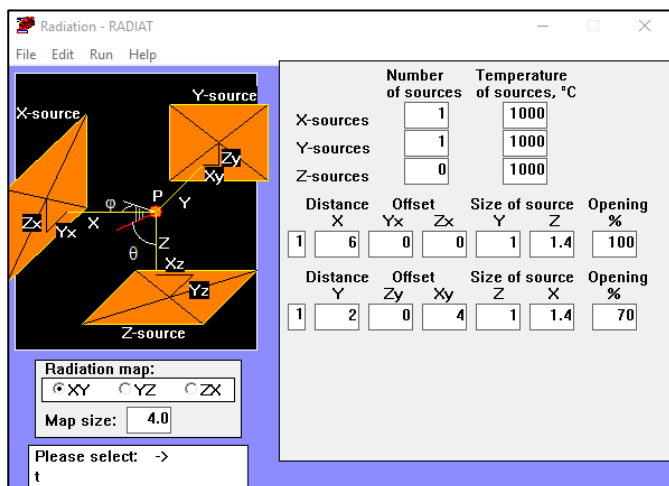 Radiation - RADIAT
File Edit Run Help
X-source
Y-source
Zy
Xy
P
φ
Y
Zx
Yx
X
Z
θ
Xz
Yz
Z-source
Radiation map:
XY YZ ZX
Map size: 4.0
Please select: ->
t
Number of sources
Temperature of sources, °C
X-sources 1 1000
Y-sources 1 1000
Z-sources 0 1000
Distance Offset Size of source Opening
X Yx Zx Y Z %
1 6 0 0 1 1.4 100
Distance Offset Size of source Opening
Y Zy Xy Z X %
1 2 0 4 1 1.4 70